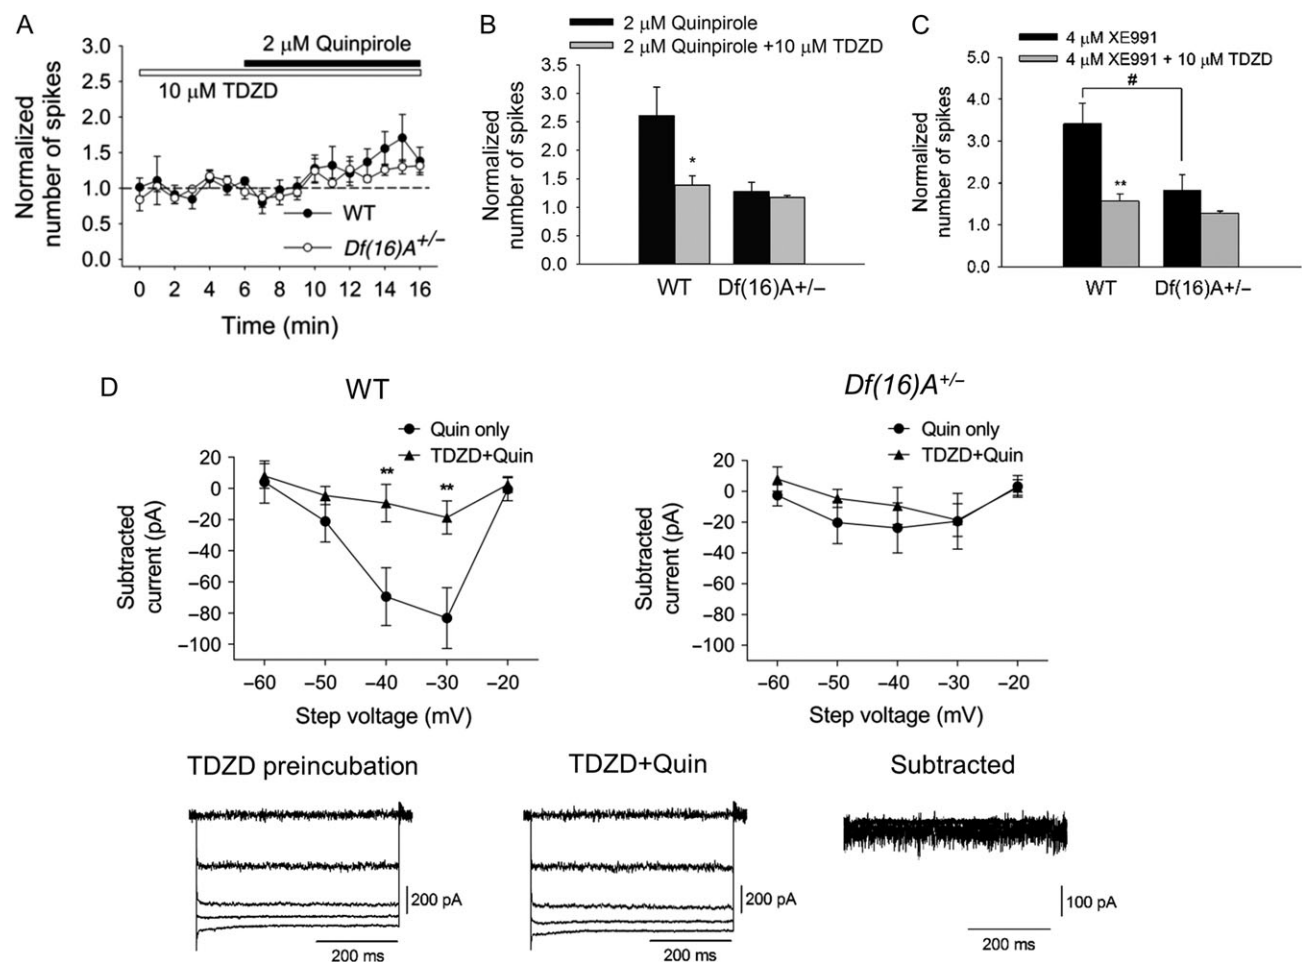 A
3.0
2.5
2.0
1.5
1.0
0.5
0.0
Normalized
number of spikes
2 μM Quinpirole
10 μM TDZD
WT
Df(16)A+/–
0 2 4 6 8 10 12 14 16
Time (min)
B
2 μM Quinpirole
2 μM Quinpirole +10 μM TDZD
3.5
3.0
2.5
2.0
1.5
1.0
0.5
0.0
Normalized
number of spikes
*
WT Df(16)A+/–
C
4 μM XE991
4 μM XE991 + 10 μM TDZD
5.0
4.0
3.0
2.0
1.0
0.0
Normalized
number of spikes
#
**
WT Df(16)A+/–
D
WT
Quin only
TDZD+Quin
20
0
–20
–40
–60
–80
–100
Subtracted
current (pA)
** **
–60 –50 –40 –30 –20
Step voltage (mV)
Df(16)A+/–
Quin only
TDZD+Quin
20
0
–20
–40
–60
–80
–100
Subtracted
current (pA)
–60 –50 –40 –30 –20
Step voltage (mV)
TDZD preincubation
200 pA
200 ms
TDZD+Quin
200 pA
200 ms
Subtracted
100 pA
200 ms